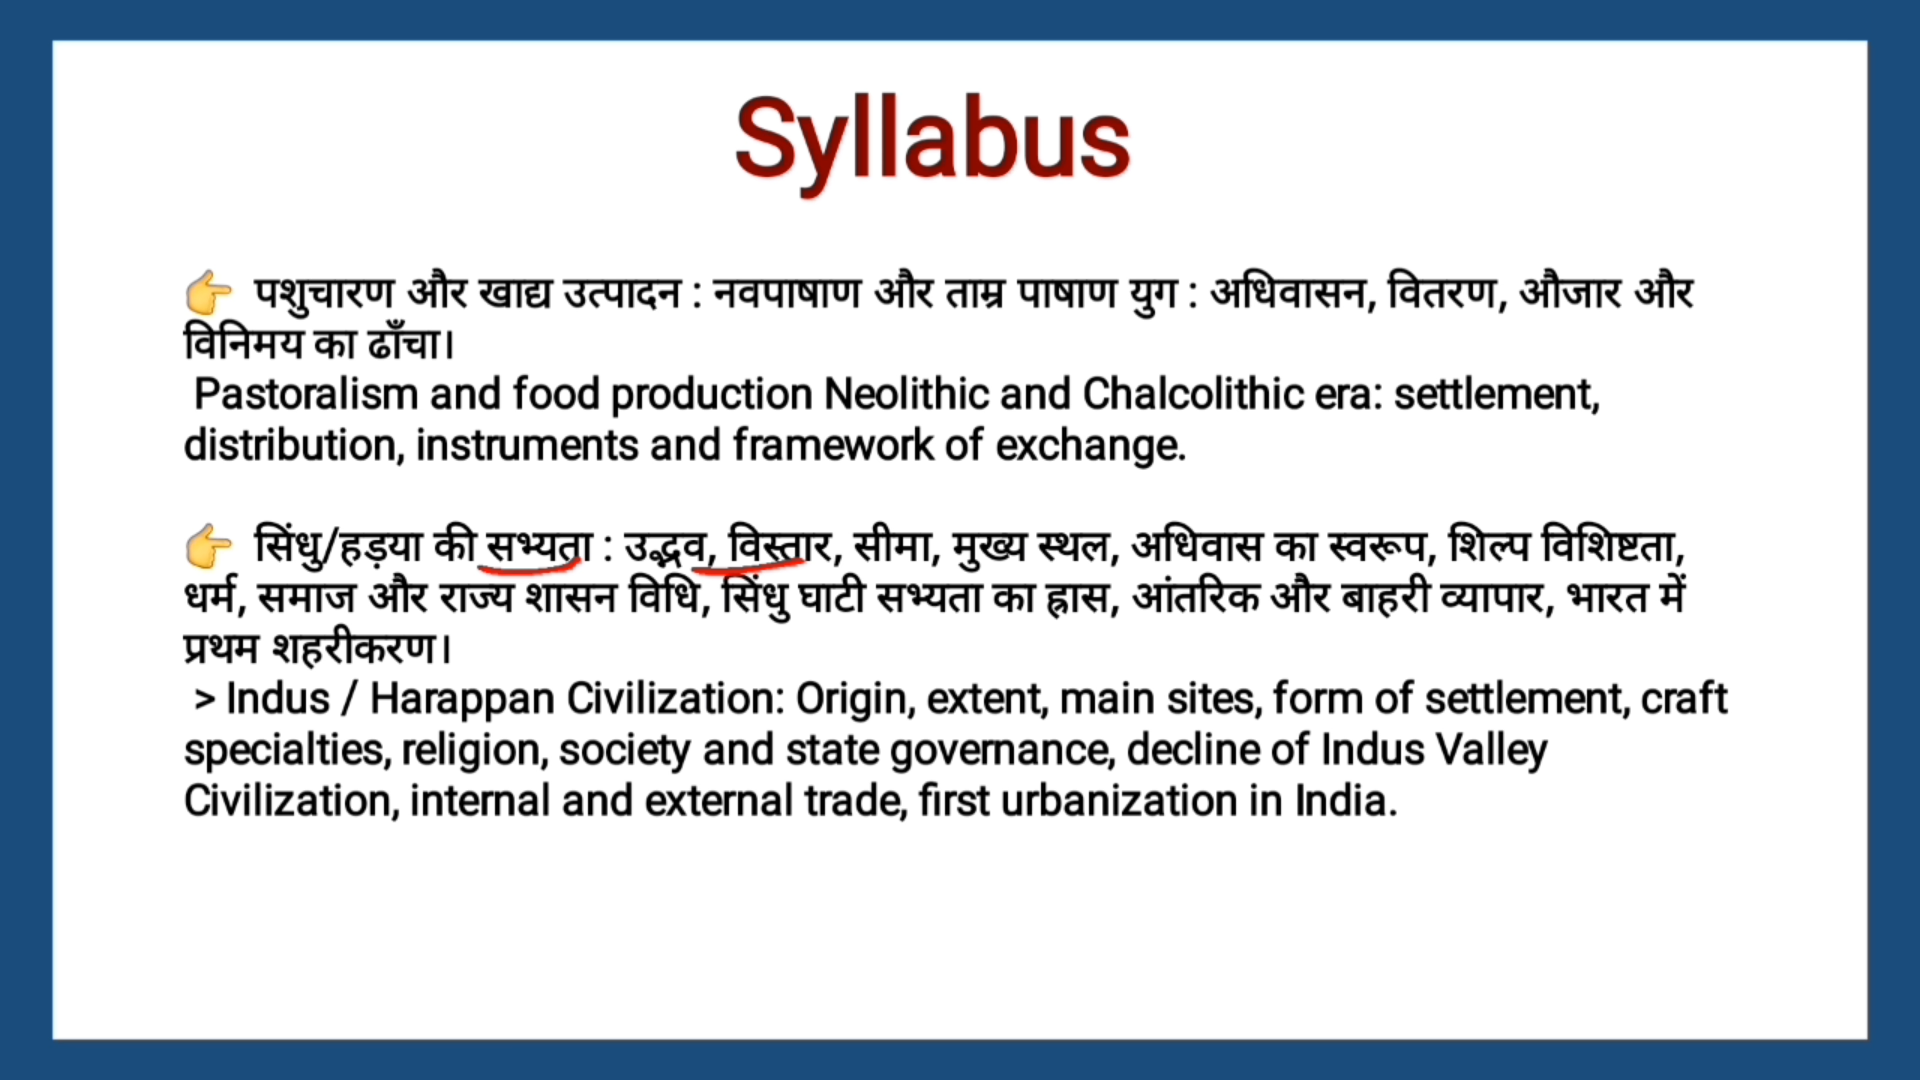 Syllabus
👉 पशुचारण और खाद्य उत्पादन : नवपाषाण और ताम्र पाषाण युग : अधिवासन, वितरण, औजार और
विनिमय का ढाँचा।
Pastoralism and food production Neolithic and Chalcolithic era: settlement,
distribution, instruments and framework of exchange.
👉 सिंधु/हड़या की सभ्यता : उद्भव, विस्तार, सीमा, मुख्य स्थल, अधिवास का स्वरूप, शिल्प विशिष्टता,
धर्म, समाज और राज्य शासन विधि, सिंधु घाटी सभ्यता का ह्रास, आंतरिक और बाहरी व्यापार, भारत में
प्रथम शहरीकरण।
> Indus / Harappan Civilization: Origin, extent, main sites, form of settlement, craft
specialties, religion, society and state governance, decline of Indus Valley
Civilization, internal and external trade, first urbanization in India.